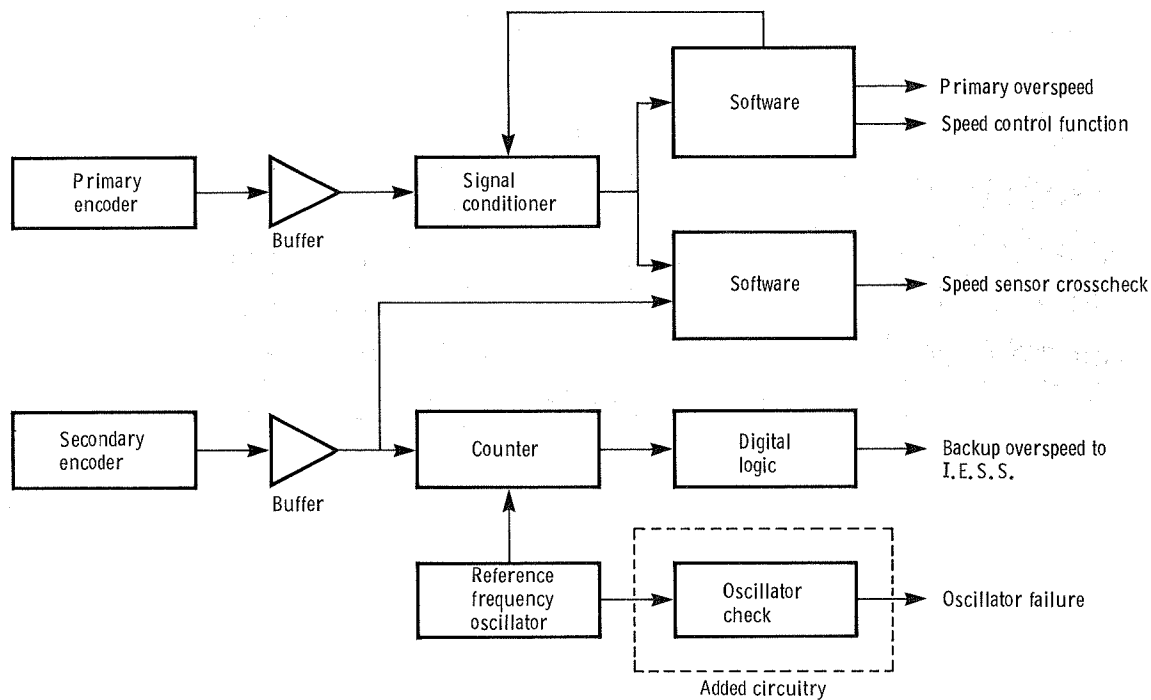 Software
Primary overspeed
Speed control function
Primary
encoder
Buffer
Signal
conditioner
Software
Speed sensor crosscheck
Secondary
encoder
Buffer
Counter
Digital
logic
Backup overspeed to
I.E.S.S.
Reference
frequency
oscillator
Oscillator
check
Oscillator failure
Added circuitry